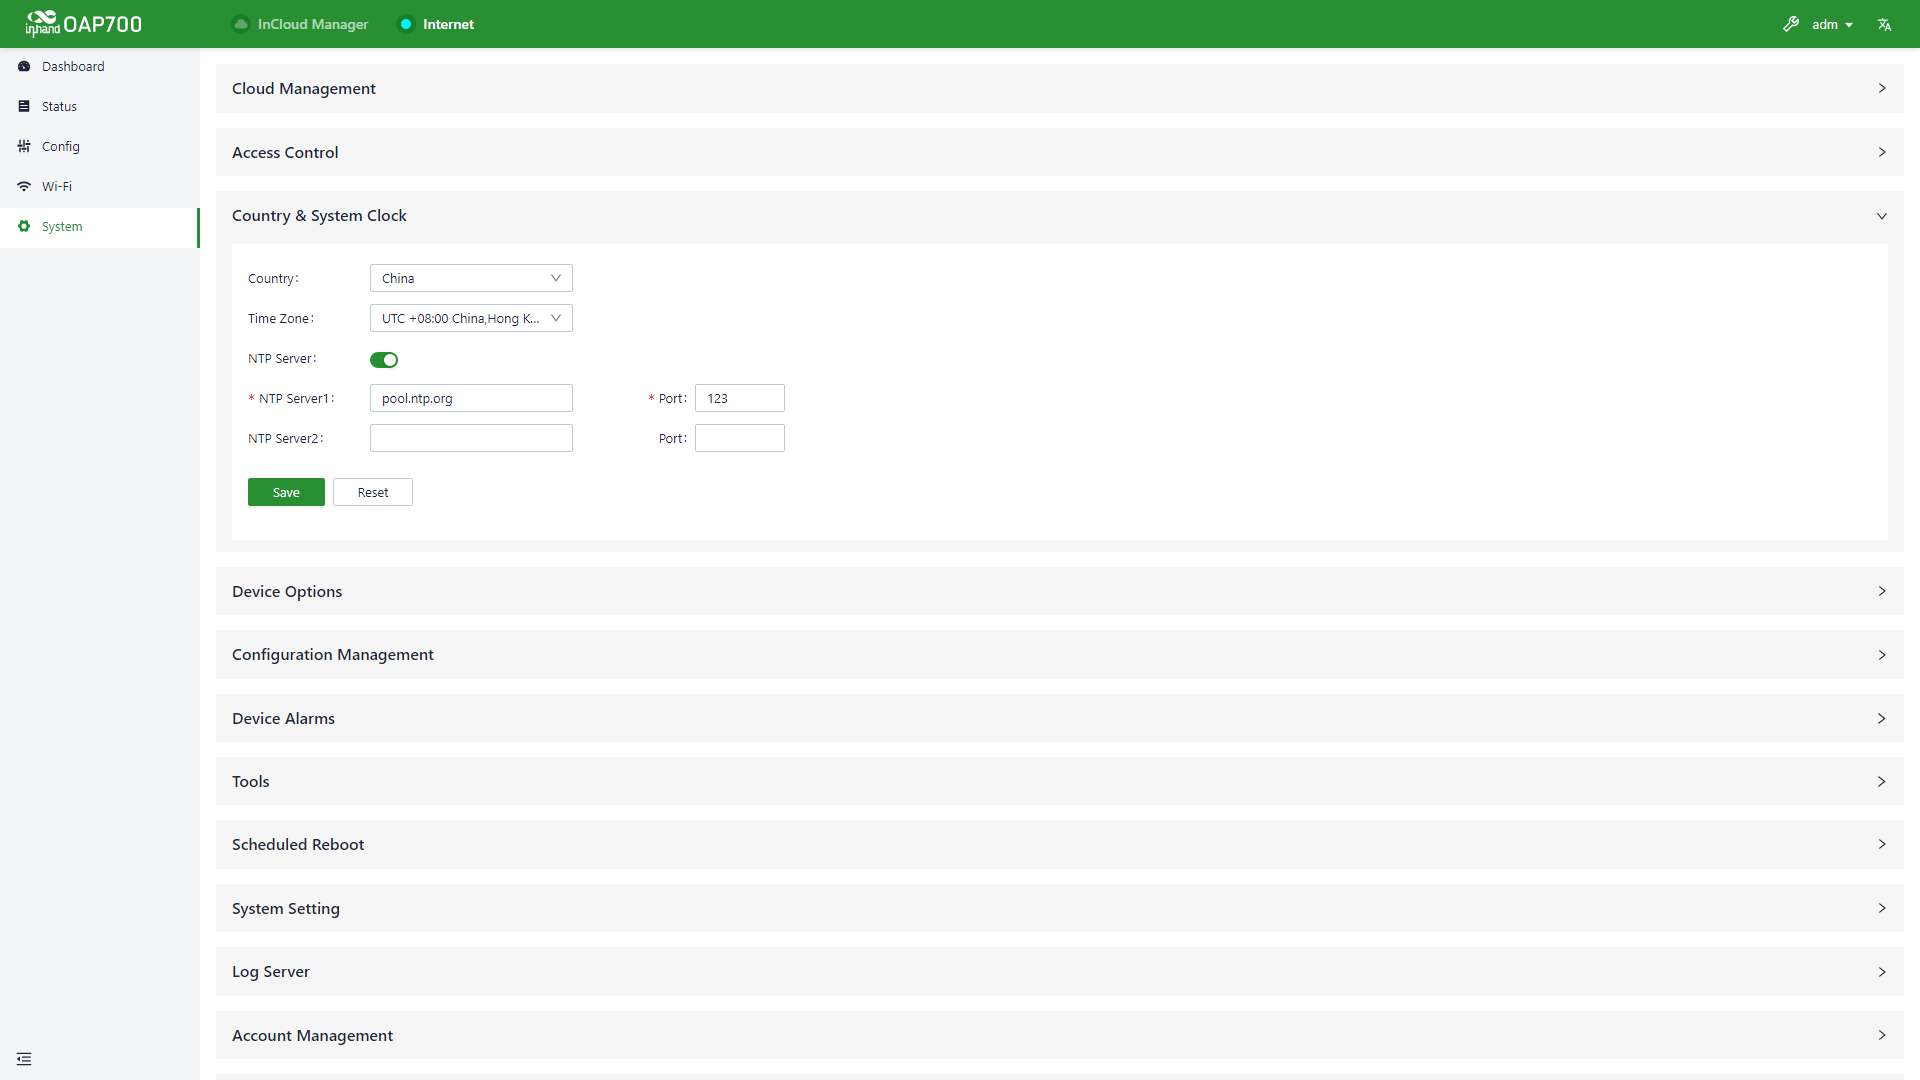 inhand OAP700
InCloud Manager
Internet
adm
Dashboard
Status
Config
Wi-Fi
System
Cloud Management
Access Control
Country & System Clock
Country:
China
Time Zone:
UTC +08:00 China,Hong K...
NTP Server:
* NTP Server1:
pool.ntp.org
* Port:
123
NTP Server2:
Port:
Save
Reset
Device Options
Configuration Management
Device Alarms
Tools
Scheduled Reboot
System Setting
Log Server
Account Management